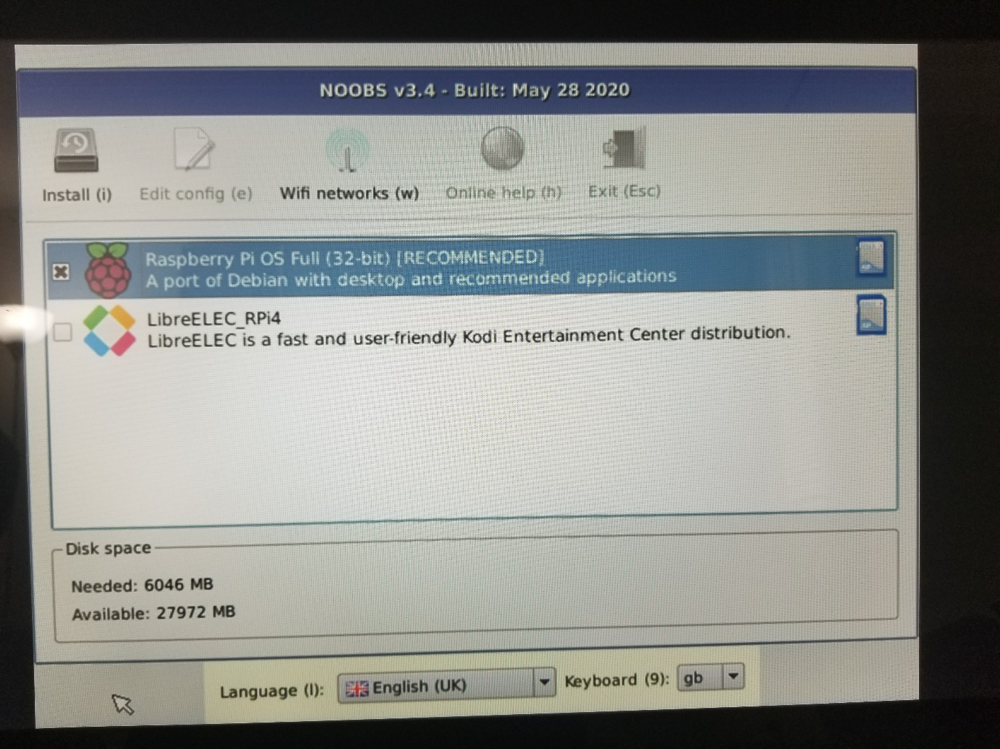 NOOBS v3.4 - Built: May 28 2020
Install (i)
Edit config (e)
Wifi networks (w)
Online help (h)
Exit (Esc)
Raspberry Pi OS Full (32-bit) [RECOMMENDED]
A port of Debian with desktop and recommended applications
LibreELEC_RPi4
LibreELEC is a fast and user-friendly Kodi Entertainment Center distribution.
Disk space
Needed: 6046 MB
Available: 27972 MB
Language (l): English (UK) Keyboard (9): gb